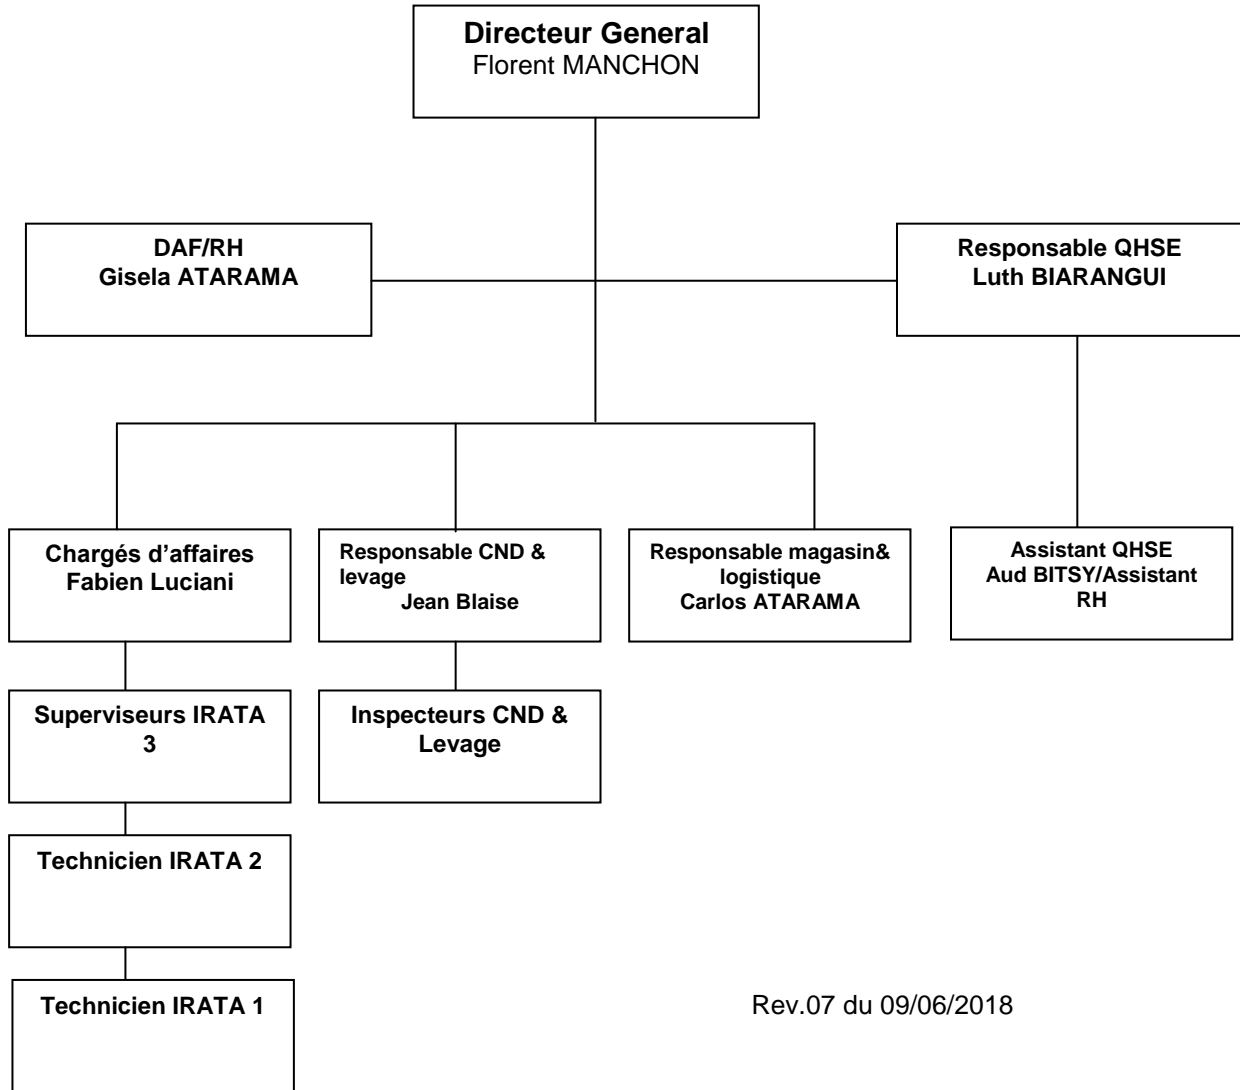 Directeur General
Florent MANCHON
DAF/RH
Gisela ATARAMA
Responsable QHSE
Luth BIARANGUI
Chargés d’affaires
Fabien Luciani
Responsable CND &
levage
Jean Blaise
Responsable magasin&
logistique
Carlos ATARAMA
Assistant QHSE
Aud BITSY/Assistant
RH
Superviseurs IRATA
3
Inspecteurs CND &
Levage
Technicien IRATA 2
Technicien IRATA 1
Rev.07 du 09/06/2018